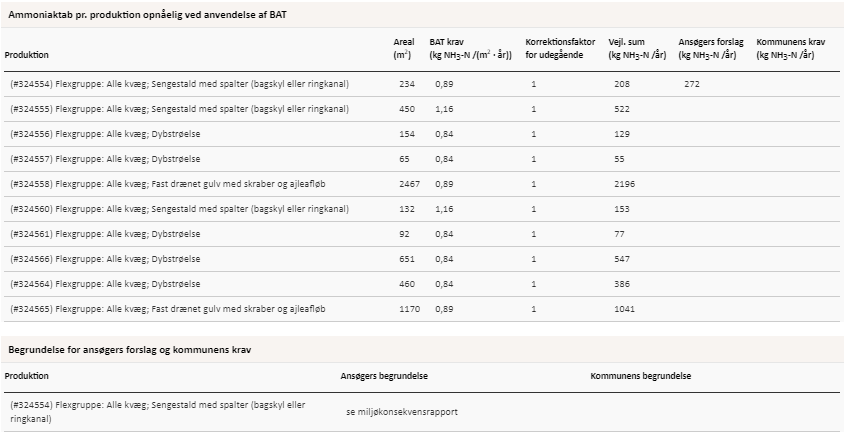 Ammoniaktab pr. produktion opnåelig ved anvendelse af BAT
Produktion Areal (m²) BAT krav (kg NH3-N /(m² · år)) Korrektionsfaktor for udegående Vejl. sum (kg NH3-N /år) Ansøgers forslag (kg NH3-N /år) Kommunens krav (kg NH3-N /år)
(#324554) Flexgruppe: Alle kvæg; Sengestald med spalter (bagskyl eller ringkanal) 234 0,89 1 208 272
(#324555) Flexgruppe: Alle kvæg; Sengestald med spalter (bagskyl eller ringkanal) 450 1,16 1 522
(#324556) Flexgruppe: Alle kvæg; Dybstrøelse 154 0,84 1 129
(#324557) Flexgruppe: Alle kvæg; Dybstrøelse 65 0,84 1 55
(#324558) Flexgruppe: Alle kvæg; Fast drænet gulv med skraber og ajleafløb 2467 0,89 1 2196
(#324560) Flexgruppe: Alle kvæg; Sengestald med spalter (bagskyl eller ringkanal) 132 1,16 1 153
(#324561) Flexgruppe: Alle kvæg; Dybstrøelse 92 0,84 1 77
(#324566) Flexgruppe: Alle kvæg; Dybstrøelse 651 0,84 1 547
(#324564) Flexgruppe: Alle kvæg; Dybstrøelse 460 0,84 1 386
(#324565) Flexgruppe: Alle kvæg; Fast drænet gulv med skraber og ajleafløb 1170 0,89 1 1041
Begrundelse for ansøgers forslag og kommunens krav
Produktion Ansøgers begrundelse Kommunens begrundelse
(#324554) Flexgruppe: Alle kvæg; Sengestald med spalter (bagskyl eller
ringkanal) se miljøkonsekvensrapport